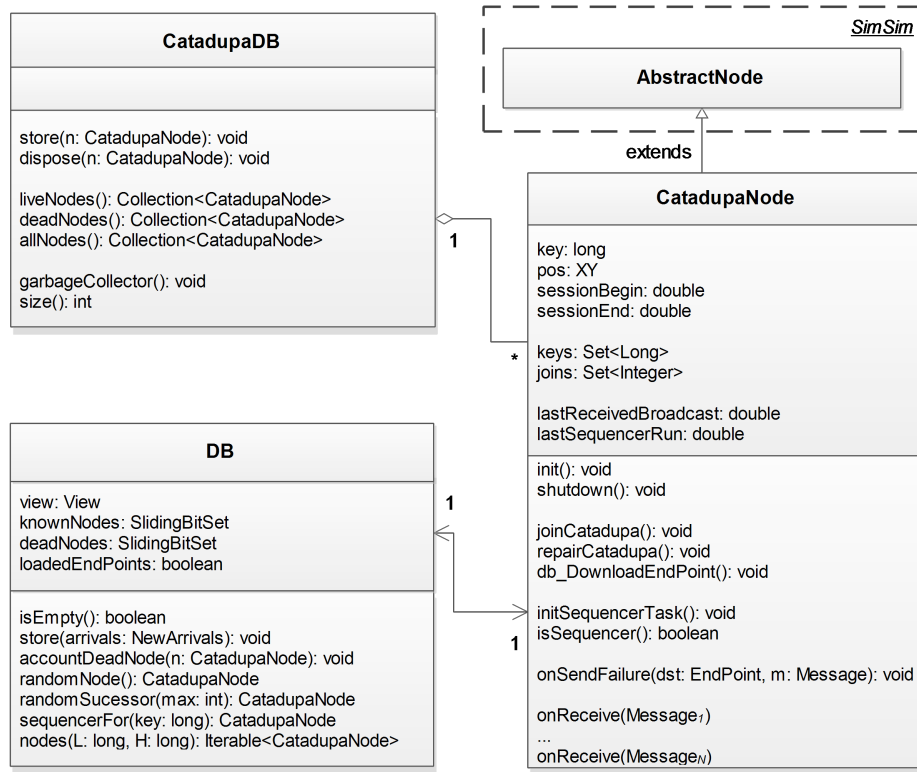 CatadupaDB
store(n: CatadupaNode): void
dispose(n: CatadupaNode): void
liveNodes(): Collection<CatadupaNode>
deadNodes(): Collection<CatadupaNode>
allNodes(): Collection<CatadupaNode>
garbageCollector(): void
size(): int
1
*
SimSim
AbstractNode
extends
CatadupaNode
key: long
pos: XY
sessionBegin: double
sessionEnd: double
keys: Set<Long>
joins: Set<Integer>
lastReceivedBroadcast: double
lastSequencerRun: double
init(): void
shutdown(): void
joinCatadupa(): void
repairCatadupa(): void
db_DownloadEndPoint(): void
initSequencerTask(): void
isSequencer(): boolean
onSendFailure(dst: EndPoint, m: Message): void
onReceive(Message1)
...
onReceive(MessageN)
DB
view: View
knownNodes: SlidingBitSet
deadNodes: SlidingBitSet
loadedEndPoints: boolean
isEmpty(): boolean
store(arrivals: NewArrivals): void
accountDeadNode(n: CatadupaNode): void
randomNode(): CatadupaNode
randomSucessor(max: int): CatadupaNode
sequencerFor(key: long): CatadupaNode
nodes(L: long, H: long): Iterable<CatadupaNode>
1
1